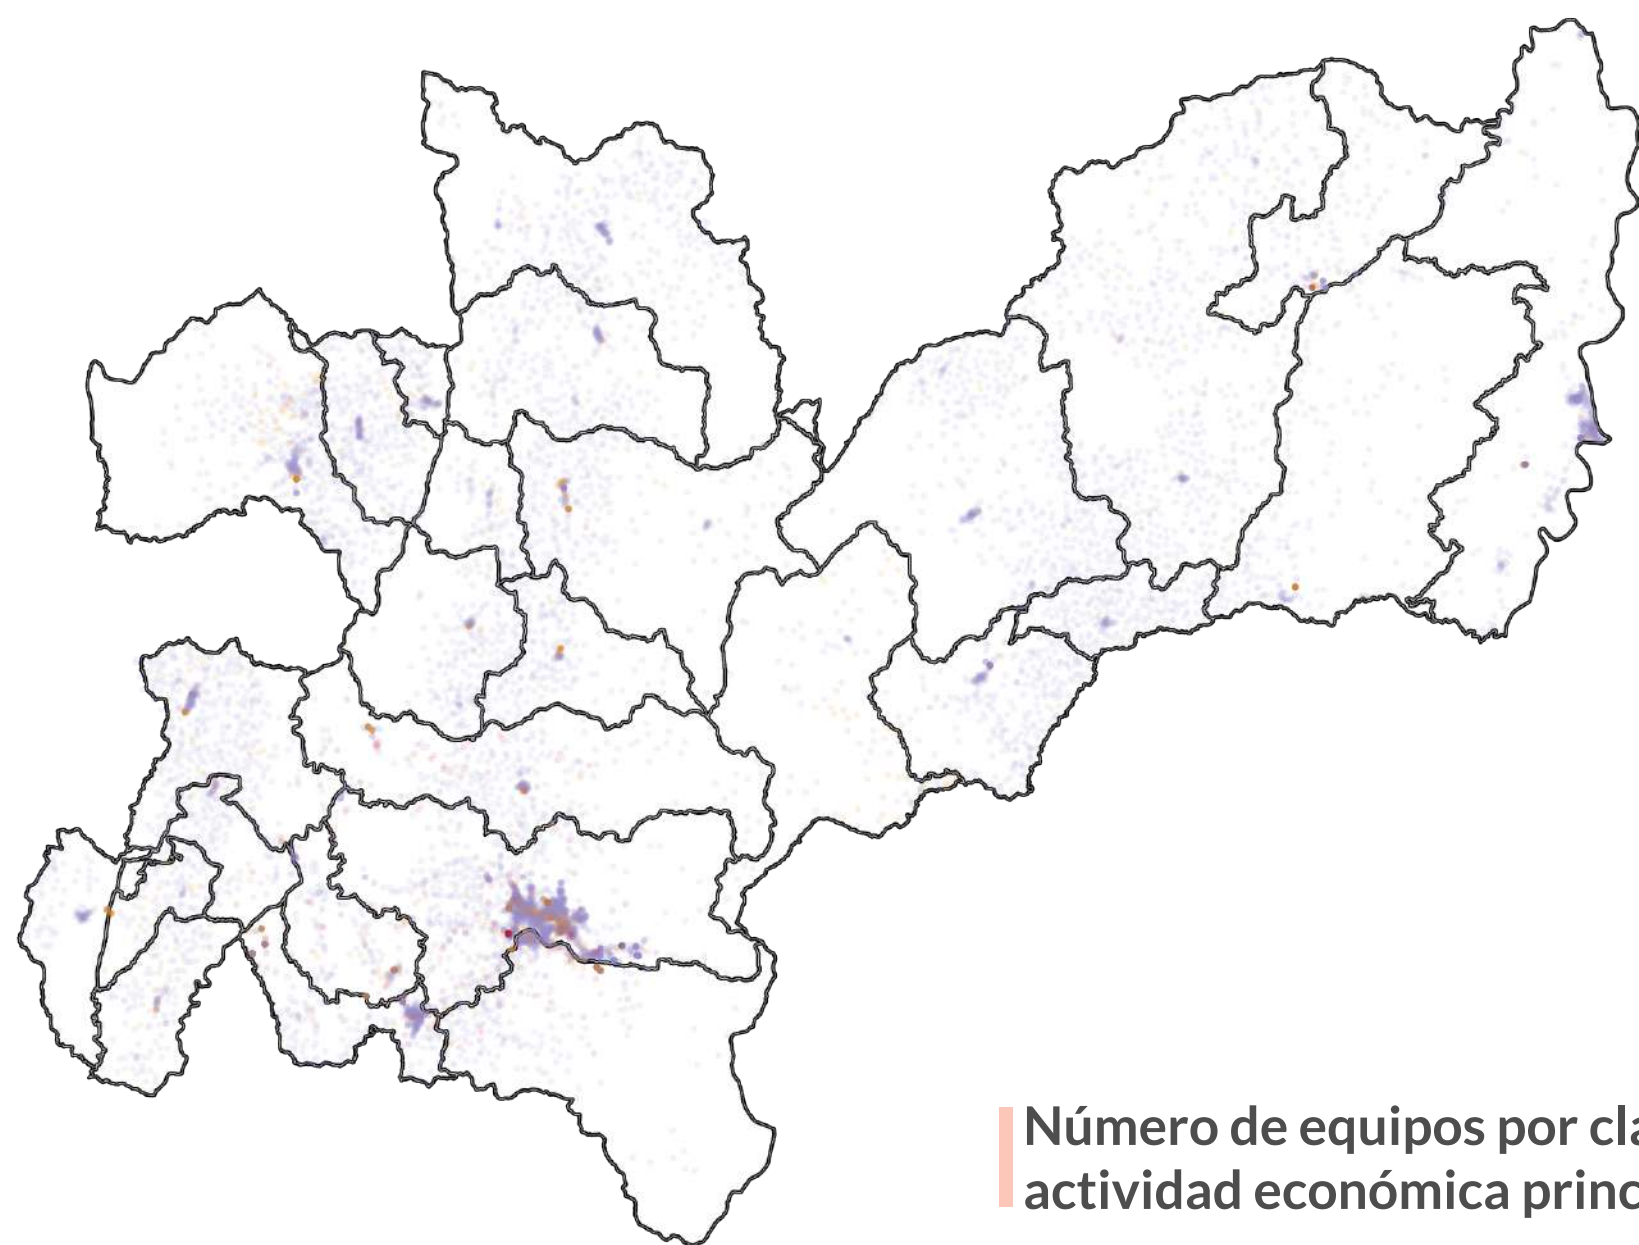 Número de equipos por
actividad económica